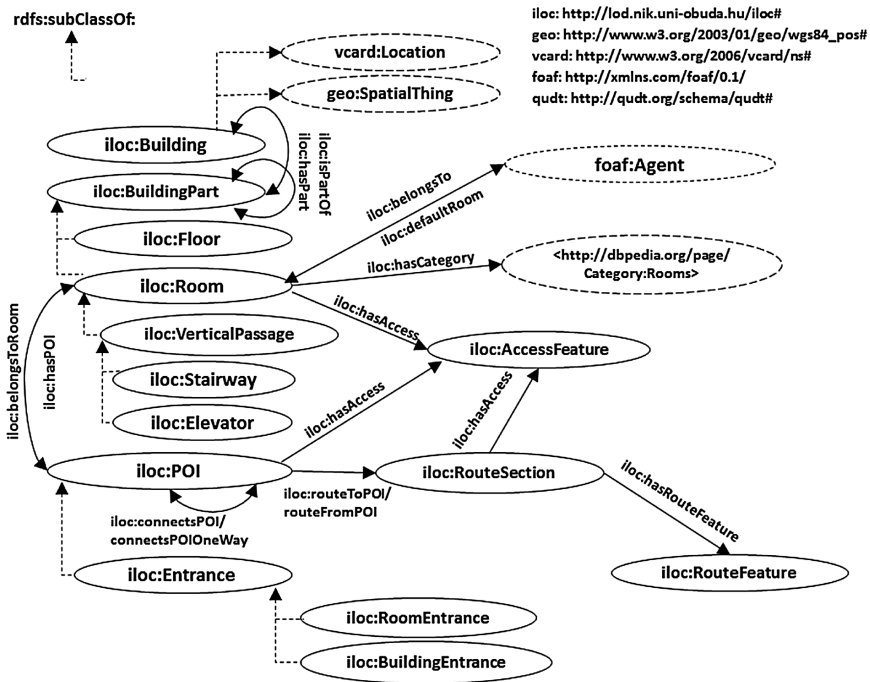 rdfs:subClassOf:
iloc: http://lod.nik.uni-obuda.hu/iloc#
geo: http://www.w3.org/2003/01/geo/wgs84_pos#
vcard: http://www.w3.org/2006/vcard/ns#
foaf: http://xmlns.com/foaf/0.1/
qudt: http://qudt.org/schema/qudt#
vcard:Location
geo:SpatialThing
iloc:Building
iloc:isPartOf
iloc:hasPart
iloc:BuildingPart
foaf:Agent
iloc:belongsTo
iloc:defaultRoom
iloc:Floor
iloc:hasCategory
<http://dbpedia.org/page/
Category:Rooms>
iloc:Room
iloc:hasAccess
iloc:belongsToRoom
iloc:hasPOI
iloc:VerticalPassage
iloc:AccessFeature
iloc:Stairway
iloc:hasAccess
iloc:hasAccess
iloc:Elevator
iloc:POI
iloc:routeToPOI/
routeFromPOI
iloc:RouteSection
iloc:hasRouteFeature
iloc:connectsPOI/
connectsPOIOneWay
iloc:Entrance
iloc:RouteFeature
iloc:RoomEntrance
iloc:BuildingEntrance